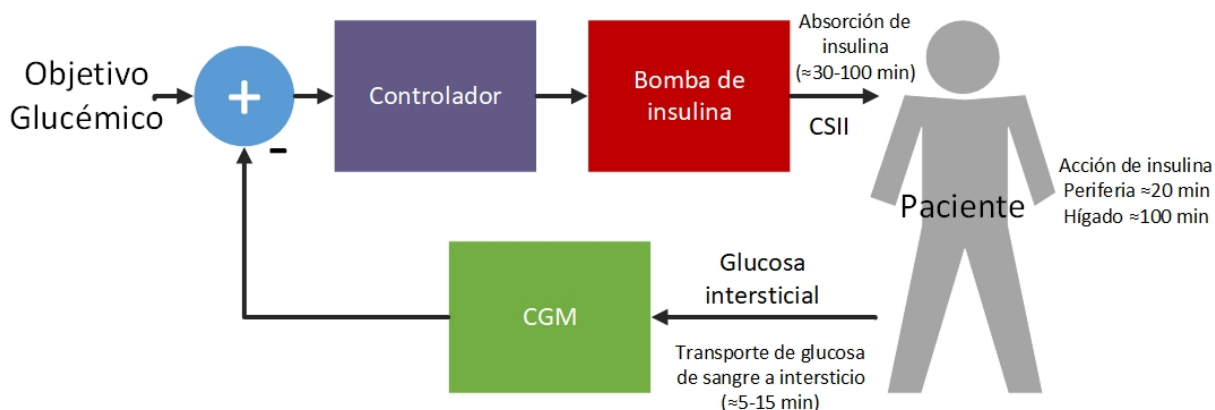 Objetivo
Glucémico
+
-
Controlador
Bomba de
insulina
Absorción de
insulina
(≈30-100 min)
CSII
Paciente
Acción de insulina
Periferia ≈20 min
Hígado ≈100 min
CGM
Glucosa
intersticial
Transporte de glucosa
de sangre a intersticio
(≈5-15 min)